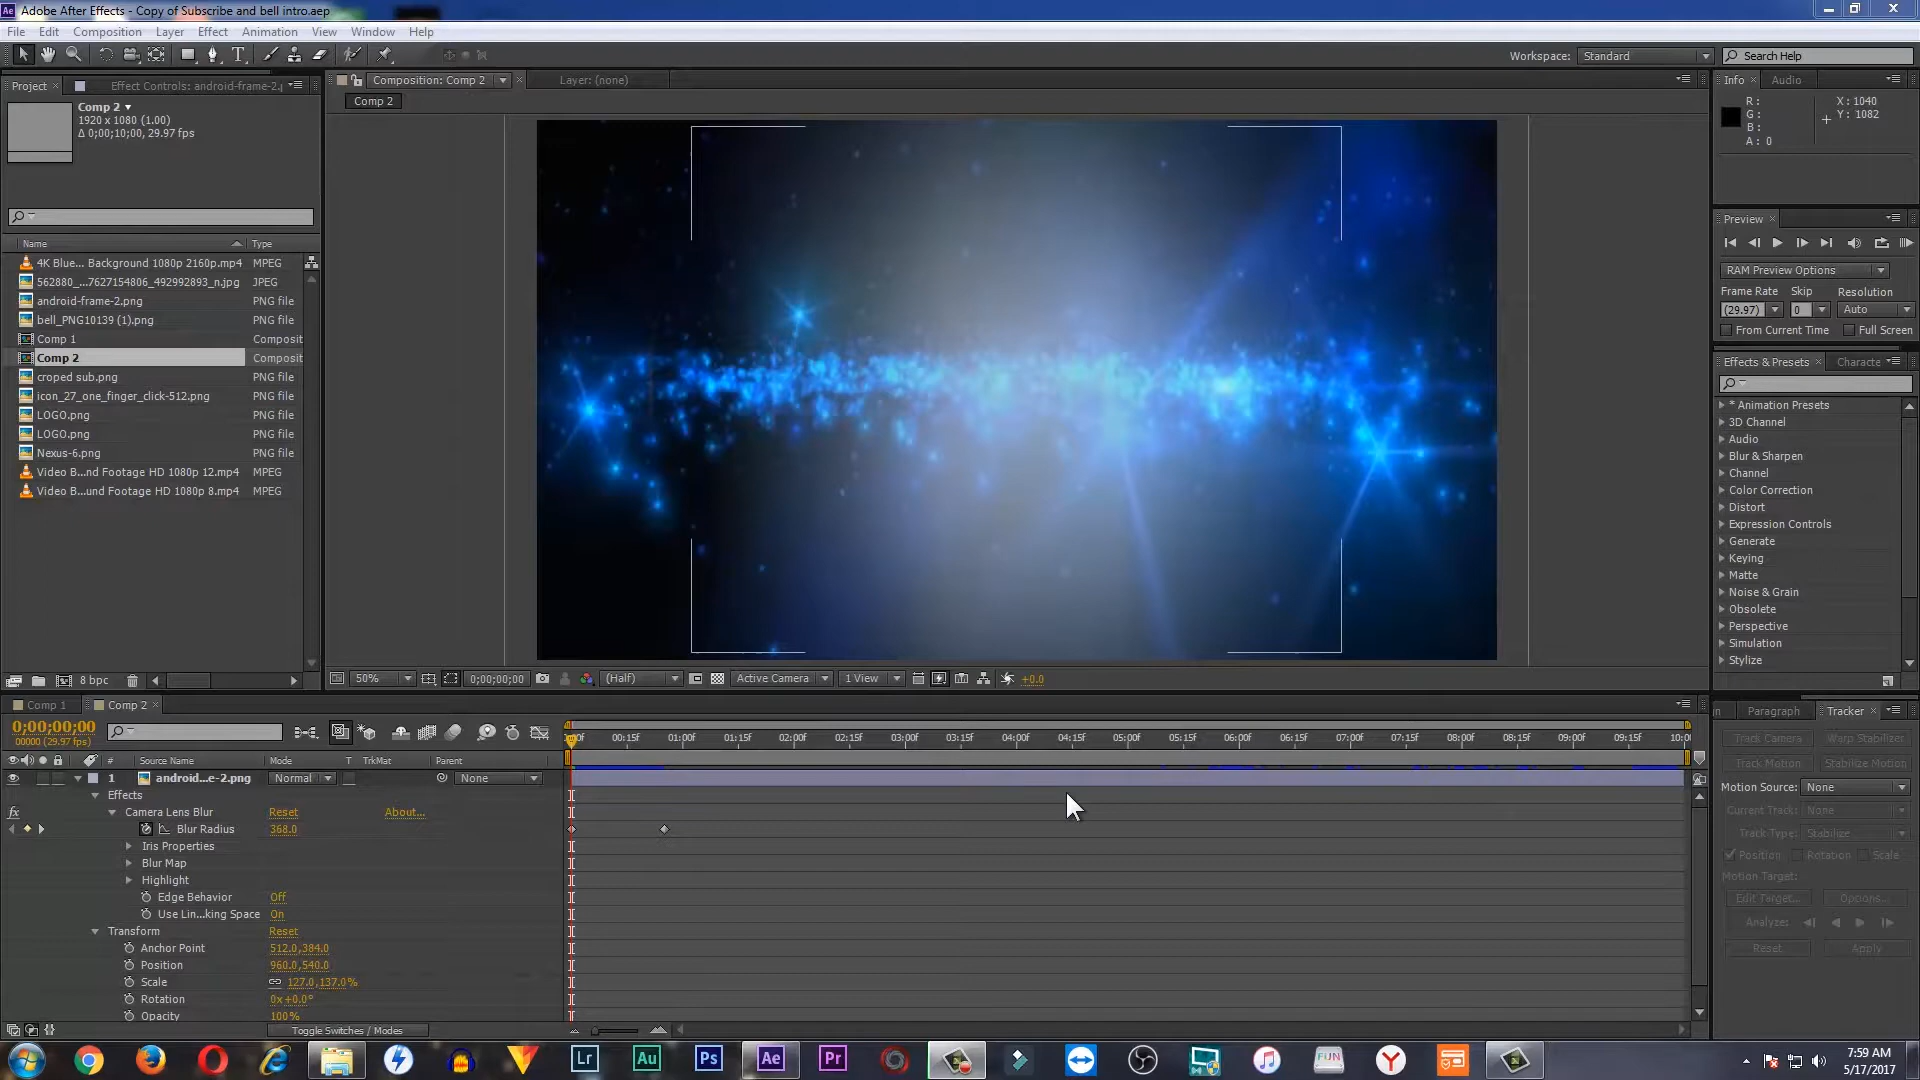 Adobe After Effects - Copy of Subscribe and bell intro.aep
File Edit Composition Layer Effect Animation View Window Help
Workspace: Standard Search Help
Project Effect Controls: android-frame-2.
Composition: Comp 2 Layer: (none)
Info Audio
Comp 2
1920 x 1080 (1.00)
Δ 0;00;10;00, 29.97 fps
Comp 2
R:
G:
B:
A: 0
X: 1040
Y: 1082
Preview
RAM Preview Options
Frame Rate Skip Resolution
(29.97) 0 Auto
From Current Time Full Screen
Name Type
4K Blue... Background 1080p 2160p.mp4 MPEG
562880_...7627154806_492992893_n.jpg JPEG
android-frame-2.png PNG file
bell_PNG10139 (1).png PNG file
Comp 1 Composit
Comp 2 Composit
croped sub.png PNG file
icon_27_one_finger_click-512.png PNG file
LOGO.png PNG file
LOGO.png PNG file
Nexus-6.png PNG file
Video B...nd Footage HD 1080p 12.mp4 MPEG
Video B...und Footage HD 1080p 8.mp4 MPEG
Effects & Presets Characte
* Animation Presets
3D Channel
Audio
Blur & Sharpen
Channel
Color Correction
Distort
Expression Controls
Generate
Keying
Matte
Noise & Grain
Obsolete
Perspective
Simulation
Stylize
8 bpc
50% 0;00;00;00 (Half) Active Camera 1 View +0.0
Comp 1 Comp 2
0;00;00;00
00000 (29.97 fps)
00:15f 01:00f 01:15f 02:00f 02:15f 03:00f 03:15f 04:00f 04:15f 05:00f 05:15f 06:00f 06:15f 07:00f 07:15f 08:00f 08:15f 09:00f 09:15f 10:0
# Source Name Mode T TrkMat Parent
1 android...e-2.png Normal None
Effects
Camera Lens Blur Reset About...
Blur Radius 368.0
Iris Properties
Blur Map
Highlight
Edge Behavior Off
Use Lin...king Space On
Transform Reset
Anchor Point 512.0,384.0
Position 960.0,540.0
Scale 127.0,137.0%
Rotation 0x+0.0°
Opacity 100%
Toggle Switches / Modes
Paragraph Tracker
Track Camera Warp Stabilizer
Track Motion Stabilize Motion
Motion Source: None
Current Track: None
Track Type: Stabilize
Position Rotation Scale
Motion Target:
Edit Target... Options...
Analyze:
Reset Apply
Lr Au Ps Ae Pr FUN
7:59 AM
5/17/2017